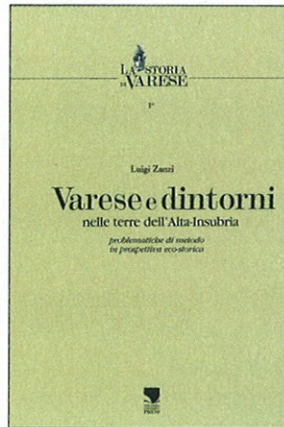 LA STORIA
DI VARESE
I°
Luigi Zanzi
Varese e dintorni
nelle terre dell'Alta-Insubria
problematiche di metodo
in prospettiva eco-storica
PRESS